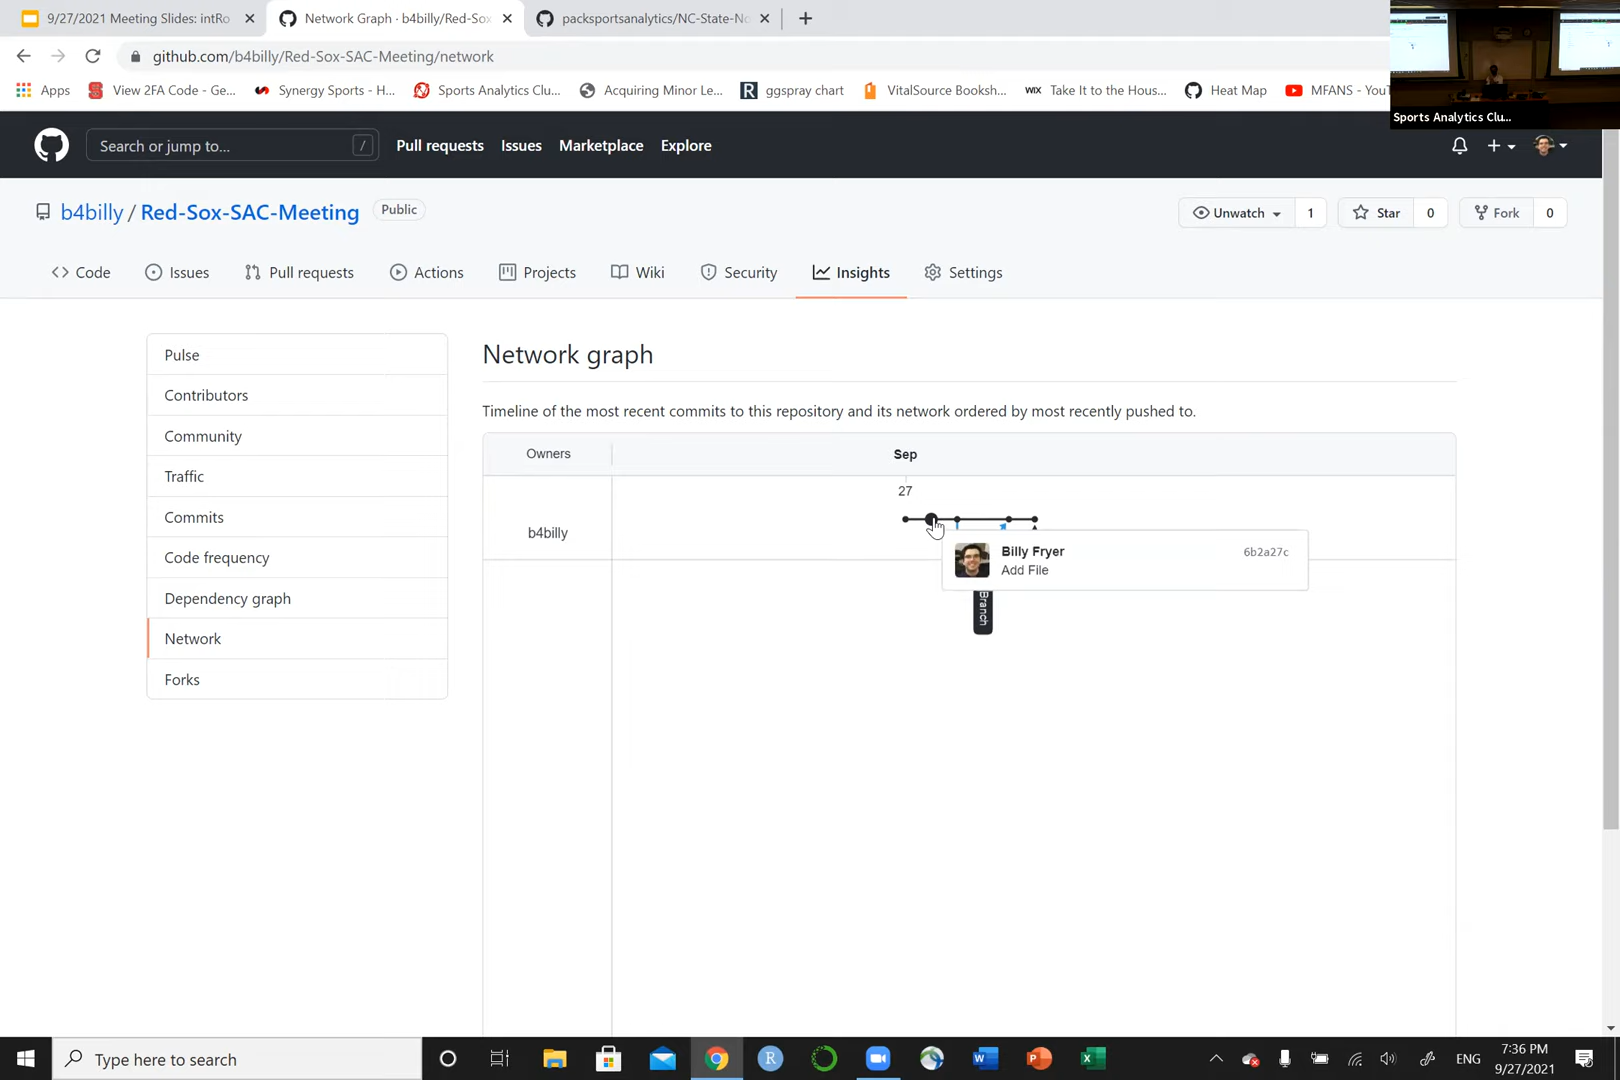 9/27/2021 Meeting Slides: intRo
Network Graph · b4billy/Red-Sox
packsportsanalytics/NC-State-No
github.com/b4billy/Red-Sox-SAC-Meeting/network
Apps
View 2FA Code - Ge...
Synergy Sports - H...
Sports Analytics Clu...
Acquiring Minor Le...
ggspray chart
VitalSource Booksh...
WIX
Take It to the Hous...
Heat Map
MFANS - YouT
Sports Analytics Clu...
Search or jump to...
/
Pull requests
Issues
Marketplace
Explore
b4billy / Red-Sox-SAC-Meeting
Public
Unwatch
1
Star
0
Fork
0
Code
Issues
Pull requests
Actions
Projects
Wiki
Security
Insights
Settings
Pulse
Contributors
Community
Traffic
Commits
Code frequency
Dependency graph
Network
Forks
Network graph
Timeline of the most recent commits to this repository and its network ordered by most recently pushed to.
Owners
Sep
27
b4billy
Billy Fryer
6b2a27c
Add File
Branch
Type here to search
ENG
7:36 PM
9/27/2021